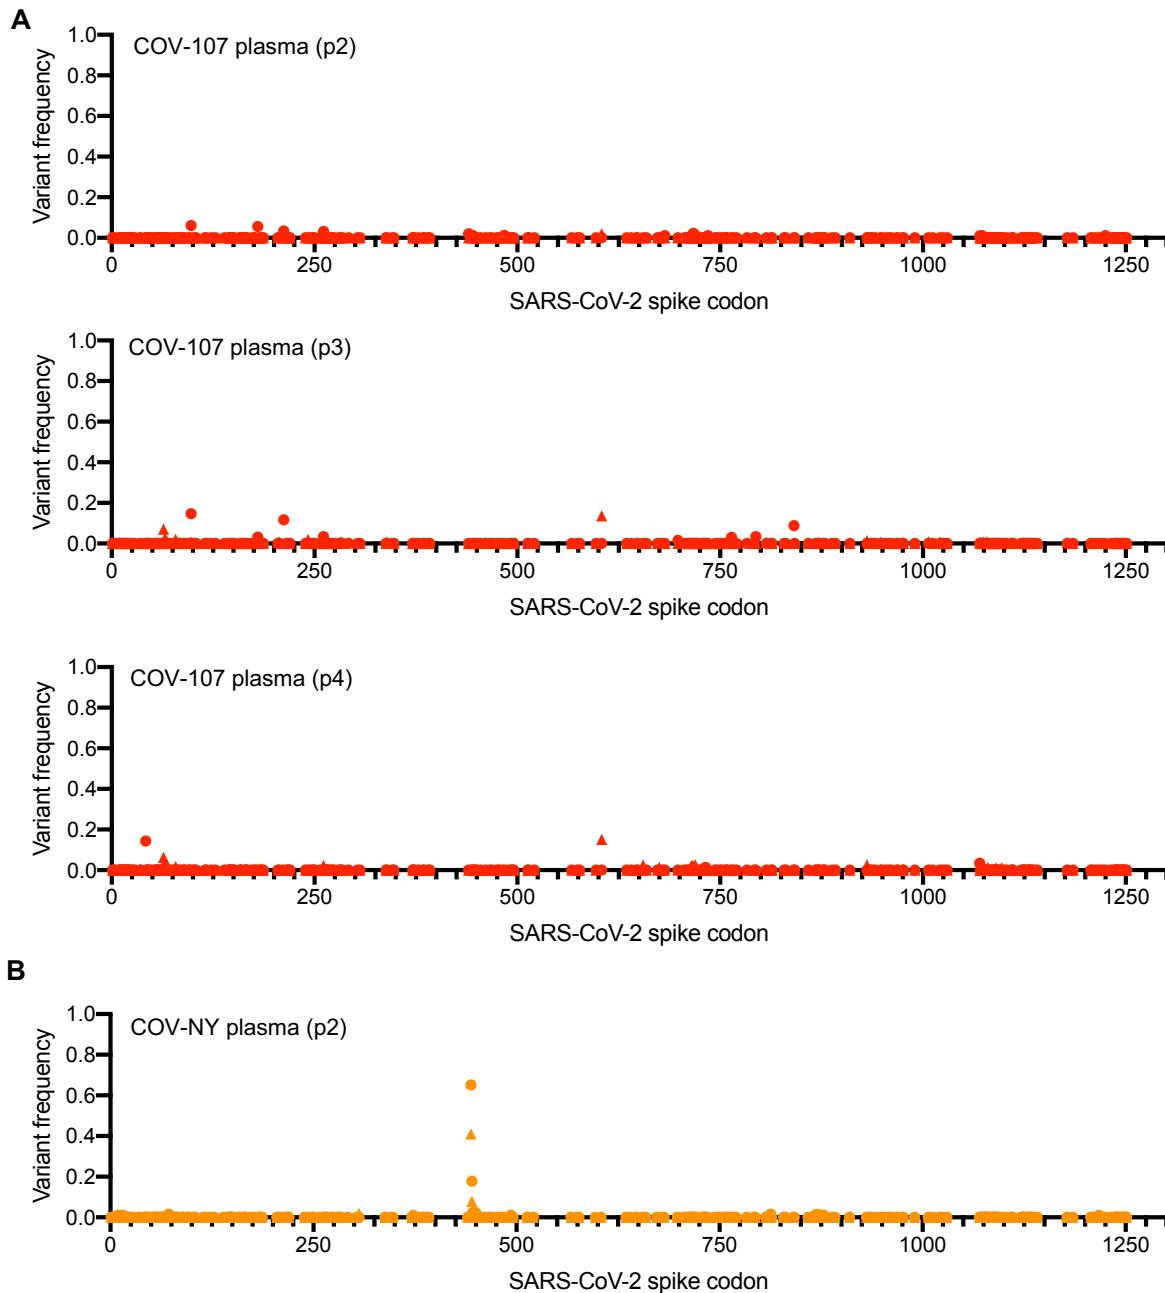 A
COV-107 plasma (p2)
Variant frequency
1.0
0.8
0.6
0.4
0.2
0.0
0 250 500 750 1000 1250
SARS-CoV-2 spike codon
COV-107 plasma (p3)
Variant frequency
1.0
0.8
0.6
0.4
0.2
0.0
0 250 500 750 1000 1250
SARS-CoV-2 spike codon
COV-107 plasma (p4)
Variant frequency
1.0
0.8
0.6
0.4
0.2
0.0
0 250 500 750 1000 1250
SARS-CoV-2 spike codon
B
COV-NY plasma (p2)
Variant frequency
1.0
0.8
0.6
0.4
0.2
0.0
0 250 500 750 1000 1250
SARS-CoV-2 spike codon